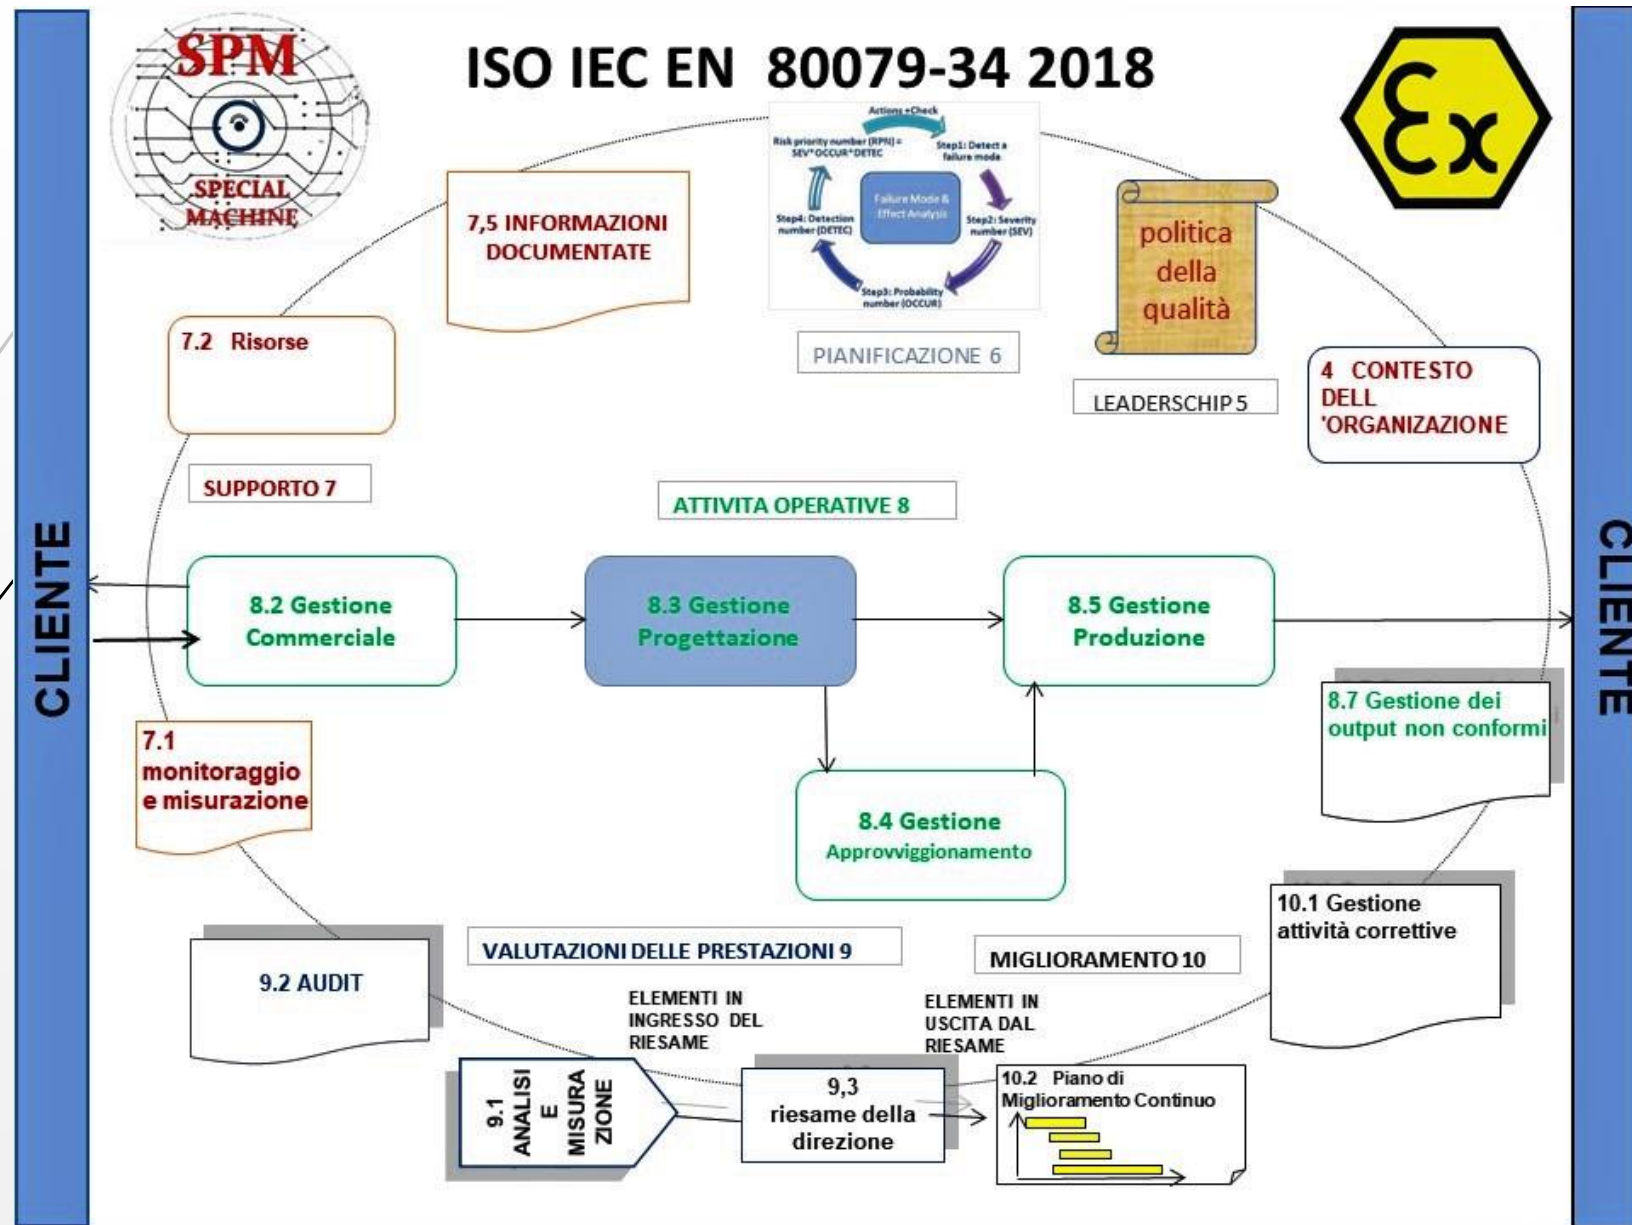 SPM
SPECIAL
MACHINE
ISO IEC EN 80079-34 2018
Ex
Actions +Check
Risk priority number (RPN) =
SEV*OCCUR*DETEC
Step1: Detect a
failure mode
Failure Mode &
Effect Analysis
Step4: Detection
number (DETEC)
Step2: Severity
number (SEV)
Step3: Probability
number (OCCUR)
7,5 INFORMAZIONI
DOCUMENTATE
politica
della
qualità
7.2 Risorse
PIANIFICAZIONE 6
LEADERSCHIP 5
4 CONTESTO
DELL
'ORGANIZAZIONE
SUPPORTO 7
ATTIVITA OPERATIVE 8
CLIENTE
8.2 Gestione
Commerciale
8.3 Gestione
Progettazione
8.5 Gestione
Produzione
CLIENTE
7.1
monitoraggio
e misurazione
8.7 Gestione dei
output non conformi
8.4 Gestione
Approvviggionamento
10.1 Gestione
attività correttive
9.2 AUDIT
VALUTAZIONI DELLE PRESTAZIONI 9
MIGLIORAMENTO 10
ELEMENTI IN
INGRESSO DEL
RIESAME
ELEMENTI IN
USCITA DAL
RIESAME
9.1
ANALISI
E
MISURA
ZIONE
9,3
riesame della
direzione
10.2 Piano di
Miglioramento Continuo